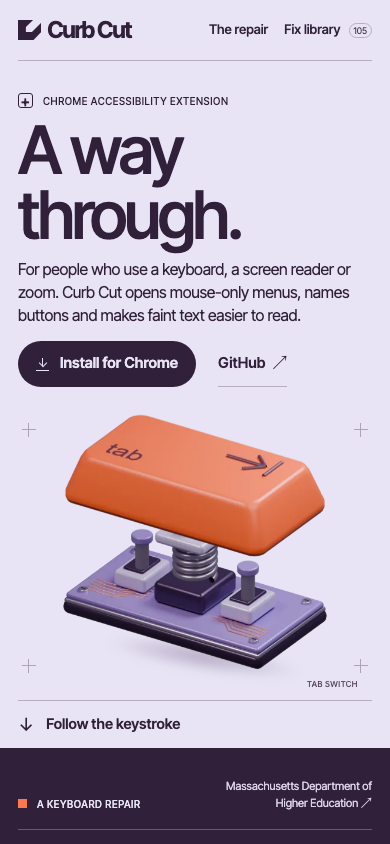 Curb Cut
The repair
Fix library
105
CHROME ACCESSIBILITY EXTENSION
A way
through.
For people who use a keyboard, a screen reader or
zoom. Curb Cut opens mouse-only menus, names
buttons and makes faint text easier to read.
Install for Chrome
GitHub
tab
TAB SWITCH
Follow the keystroke
A KEYBOARD REPAIR
Massachusetts Department of
Higher Education